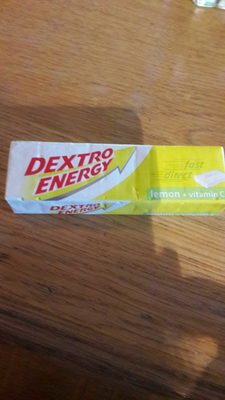 DEXTRO
ENERGY
fast
direct
lemon + vitamin C
DEXTRO
ENERGY